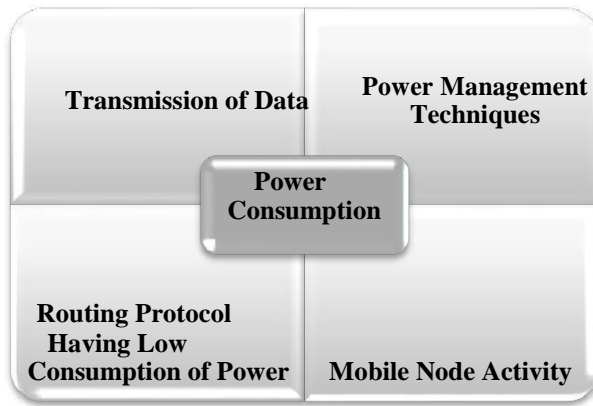 Transmission of Data
Power Management
Techniques
Power
Consumption
Routing Protocol
Having Low
Consumption of Power
Mobile Node Activity